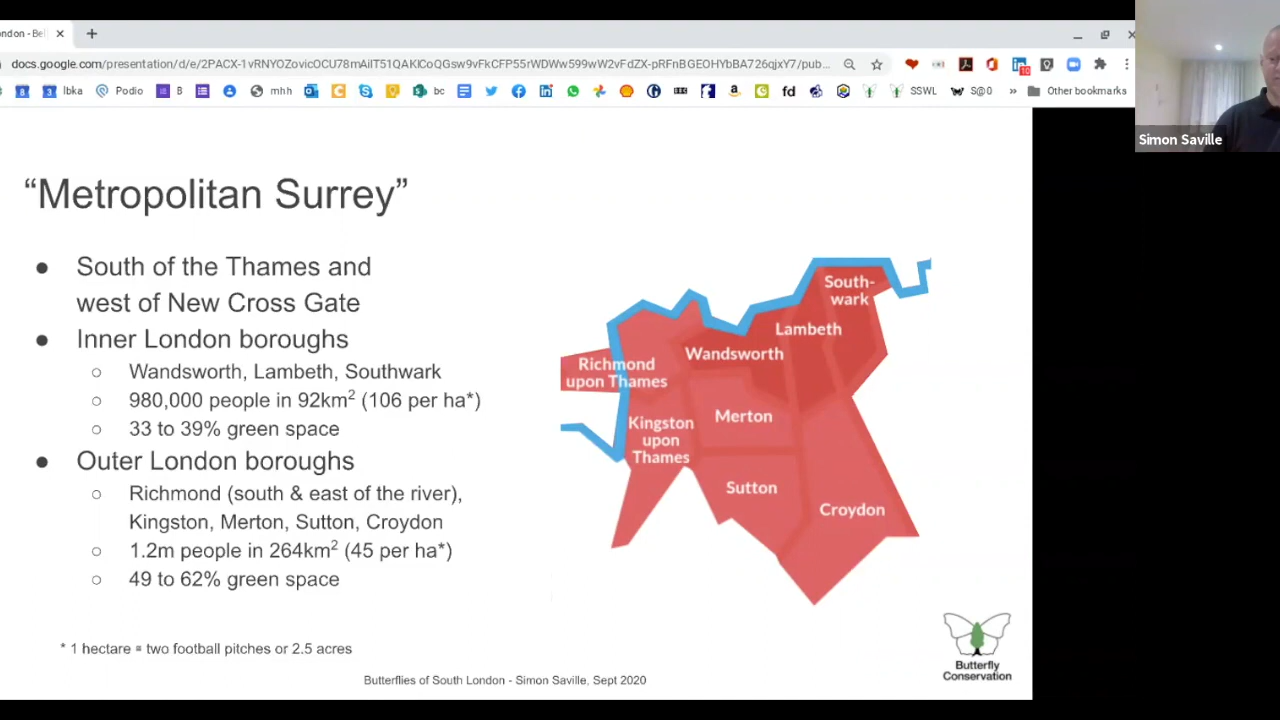 ondon - Bel
docs.google.com/presentation/d/e/2PACX-1vRNYOZovicOCU78mAilT51QAKlCoQGsw9vFkCFP55rWDWw599wW2vFdZX-pRFnBGEOHYbBA726qjxY7/pub...
10
lbka
Podio
B
mhh
bc
fd
SSWL
S@0
»
Other bookmarks
Simon Saville
“Metropolitan Surrey”
● South of the Thames and
west of New Cross Gate
● Inner London boroughs
○ Wandsworth, Lambeth, Southwark
○ 980,000 people in 92km² (106 per ha*)
○ 33 to 39% green space
● Outer London boroughs
○ Richmond (south & east of the river),
Kingston, Merton, Sutton, Croydon
○ 1.2m people in 264km² (45 per ha*)
○ 49 to 62% green space
South-
wark
Lambeth
Wandsworth
Richmond
upon Thames
Kingston
upon
Thames
Merton
Sutton
Croydon
* 1 hectare = two football pitches or 2.5 acres
Butterflies of South London - Simon Saville, Sept 2020
Butterfly
Conservation